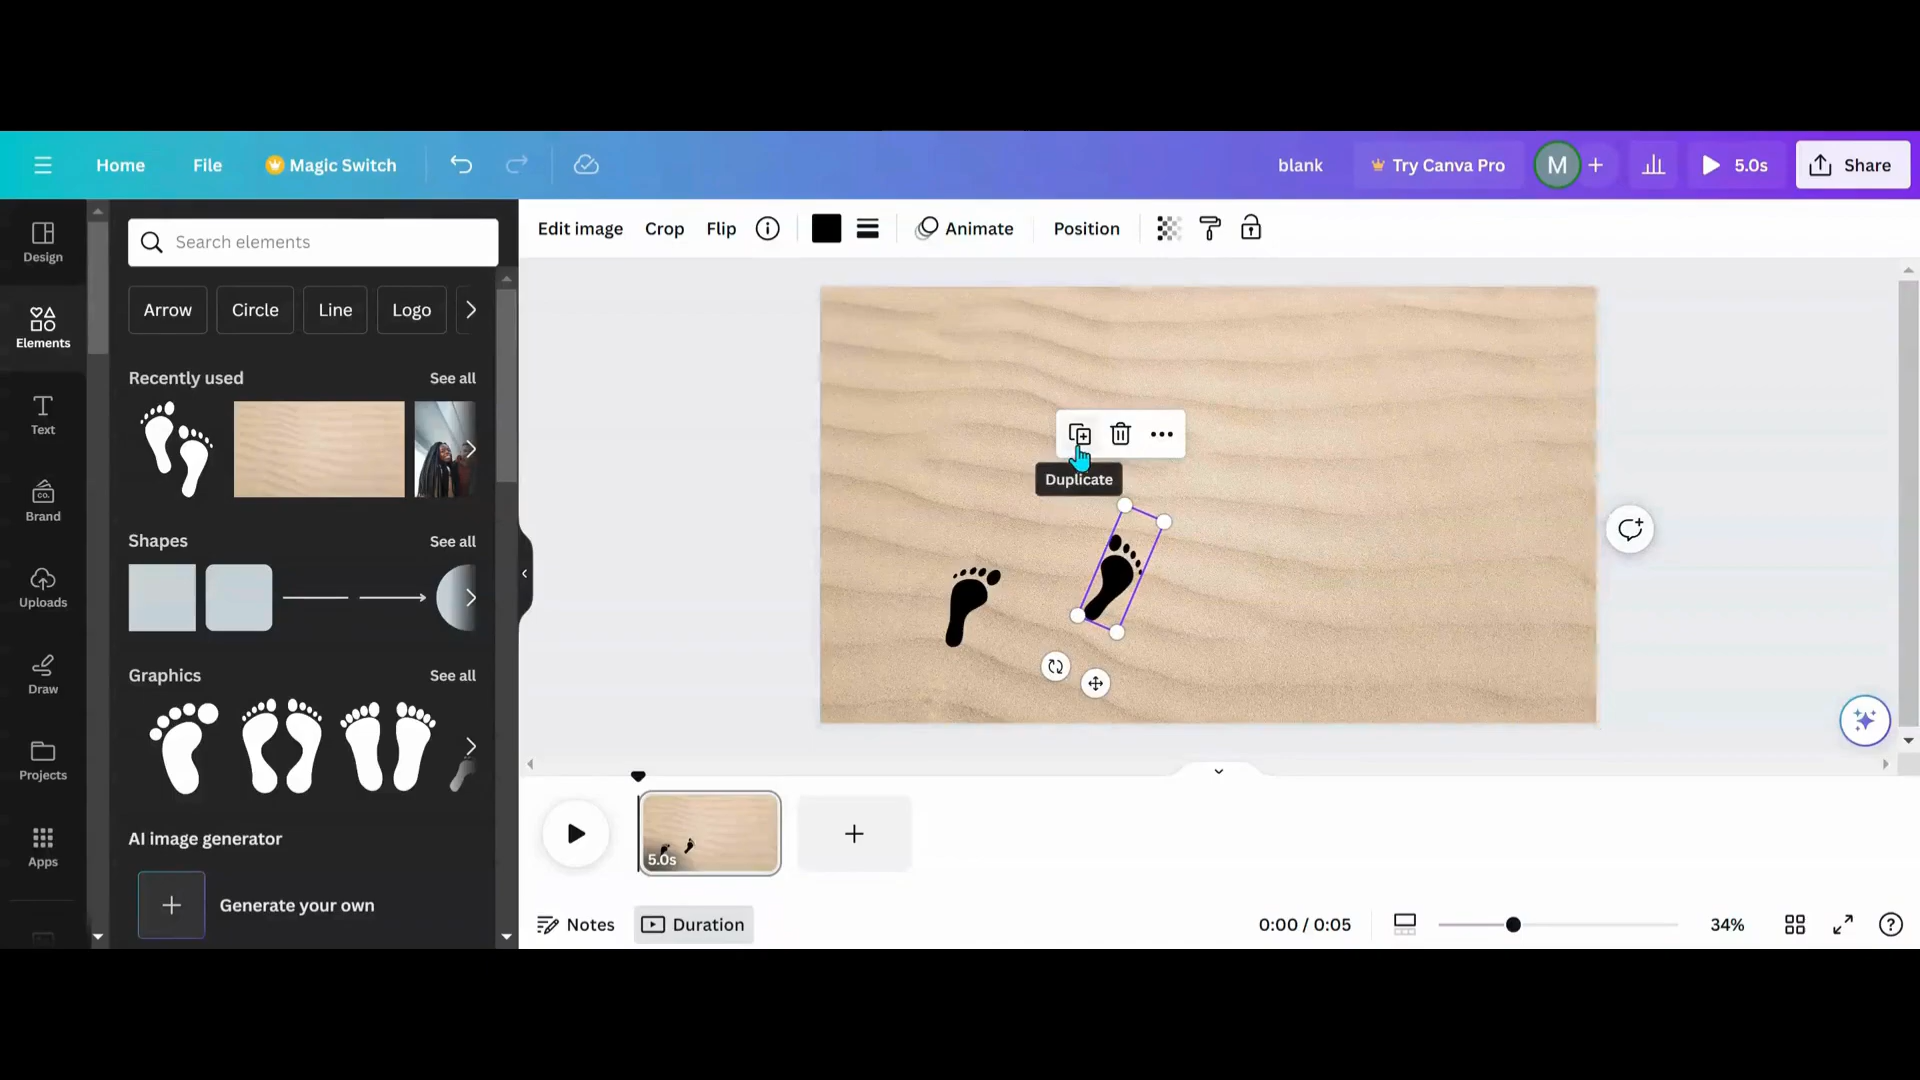 Home File Magic Switch blank Try Canva Pro M 5.0s Share
Edit image Crop Flip Animate Position
Design
Elements
Text
Brand
CO.
Uploads
Draw
Projects
Apps
Search elements
Arrow Circle Line Logo
Recently used See all
Shapes See all
Graphics See all
AI image generator
Generate your own
Duplicate
5.0s
Notes Duration 0:00 / 0:05 34%